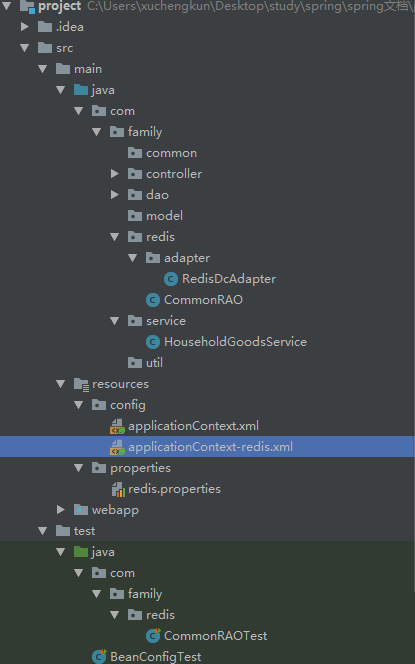 project C:\Users\xuchengkun\Desktop\study\spring\spring文档\
.idea
src
main
java
com
family
common
controller
dao
model
redis
adapter
RedisDcAdapter
CommonRAO
service
HouseholdGoodsService
util
resources
config
applicationContext.xml
applicationContext-redis.xml
properties
redis.properties
webapp
test
java
com
family
redis
CommonRAOTest
BeanConfigTest